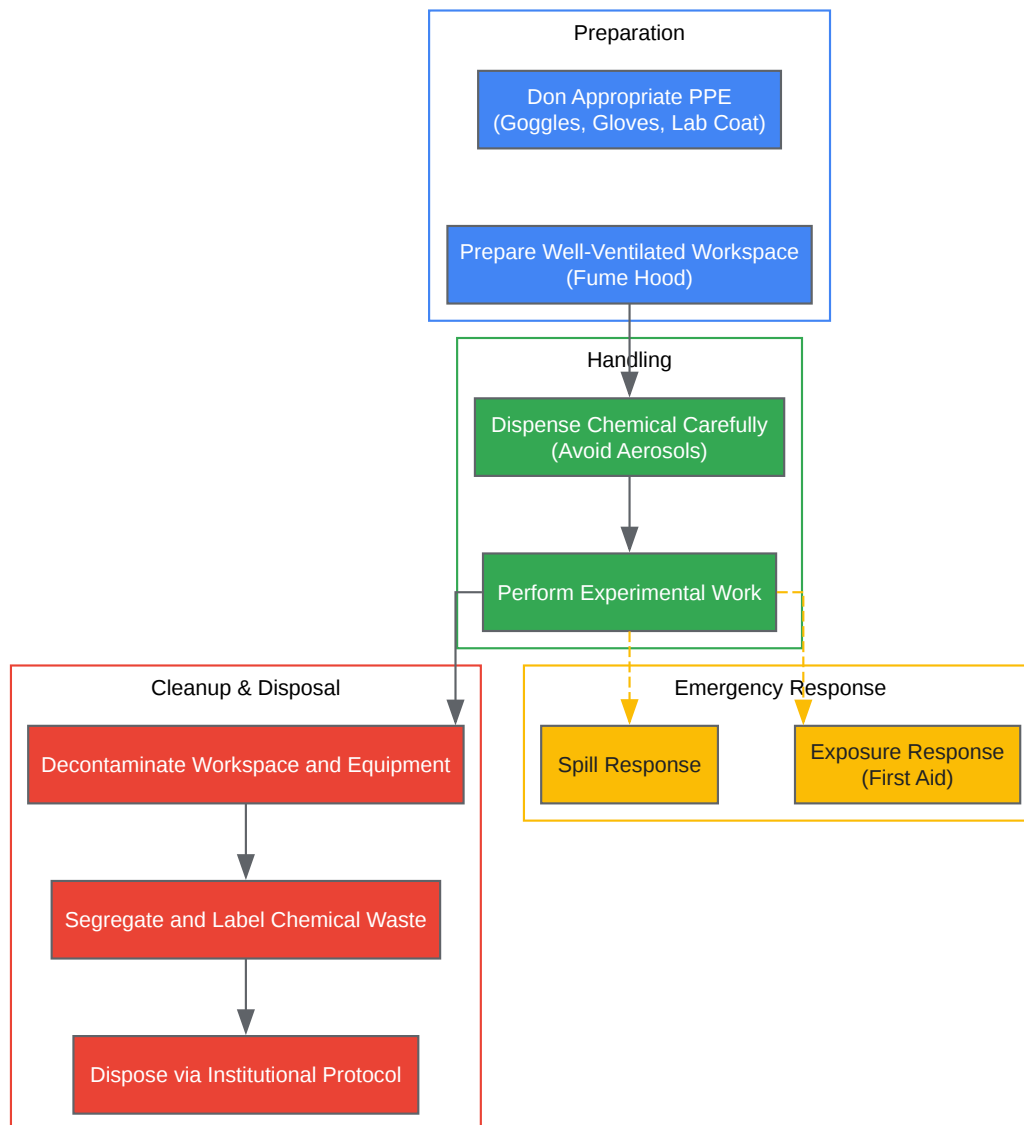 Preparation
Don Appropriate PPE
(Goggles, Gloves, Lab Coat)
Prepare Well-Ventilated Workspace
(Fume Hood)
Handling
Dispense Chemical Carefully
(Avoid Aerosols)
Perform Experimental Work
Cleanup & Disposal
Decontaminate Workspace and Equipment
Segregate and Label Chemical Waste
Dispose via Institutional Protocol
Emergency Response
Spill Response
Exposure Response
(First Aid)